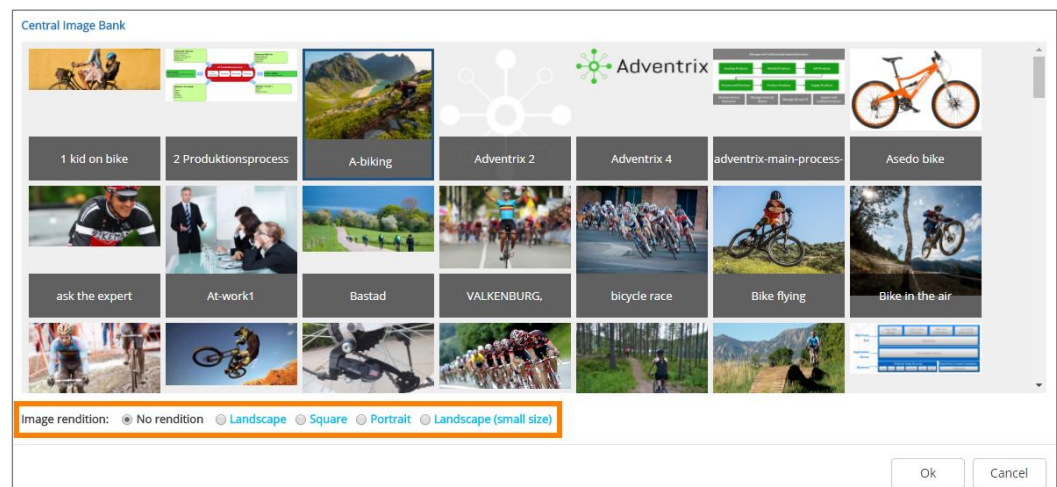 Central Image Bank
Adventrix
1 kid on bike
2 Produktionsprocess
A-biking
Adventrix 2
Adventrix 4
adventrix-main-process-
Asedo bike
ask the expert
At-work1
Bastad
VALKENBURG,
bicycle race
Bike flying
Bike in the air
Image rendition: No rendition Landscape Square Portrait Landscape (small size)
Ok Cancel